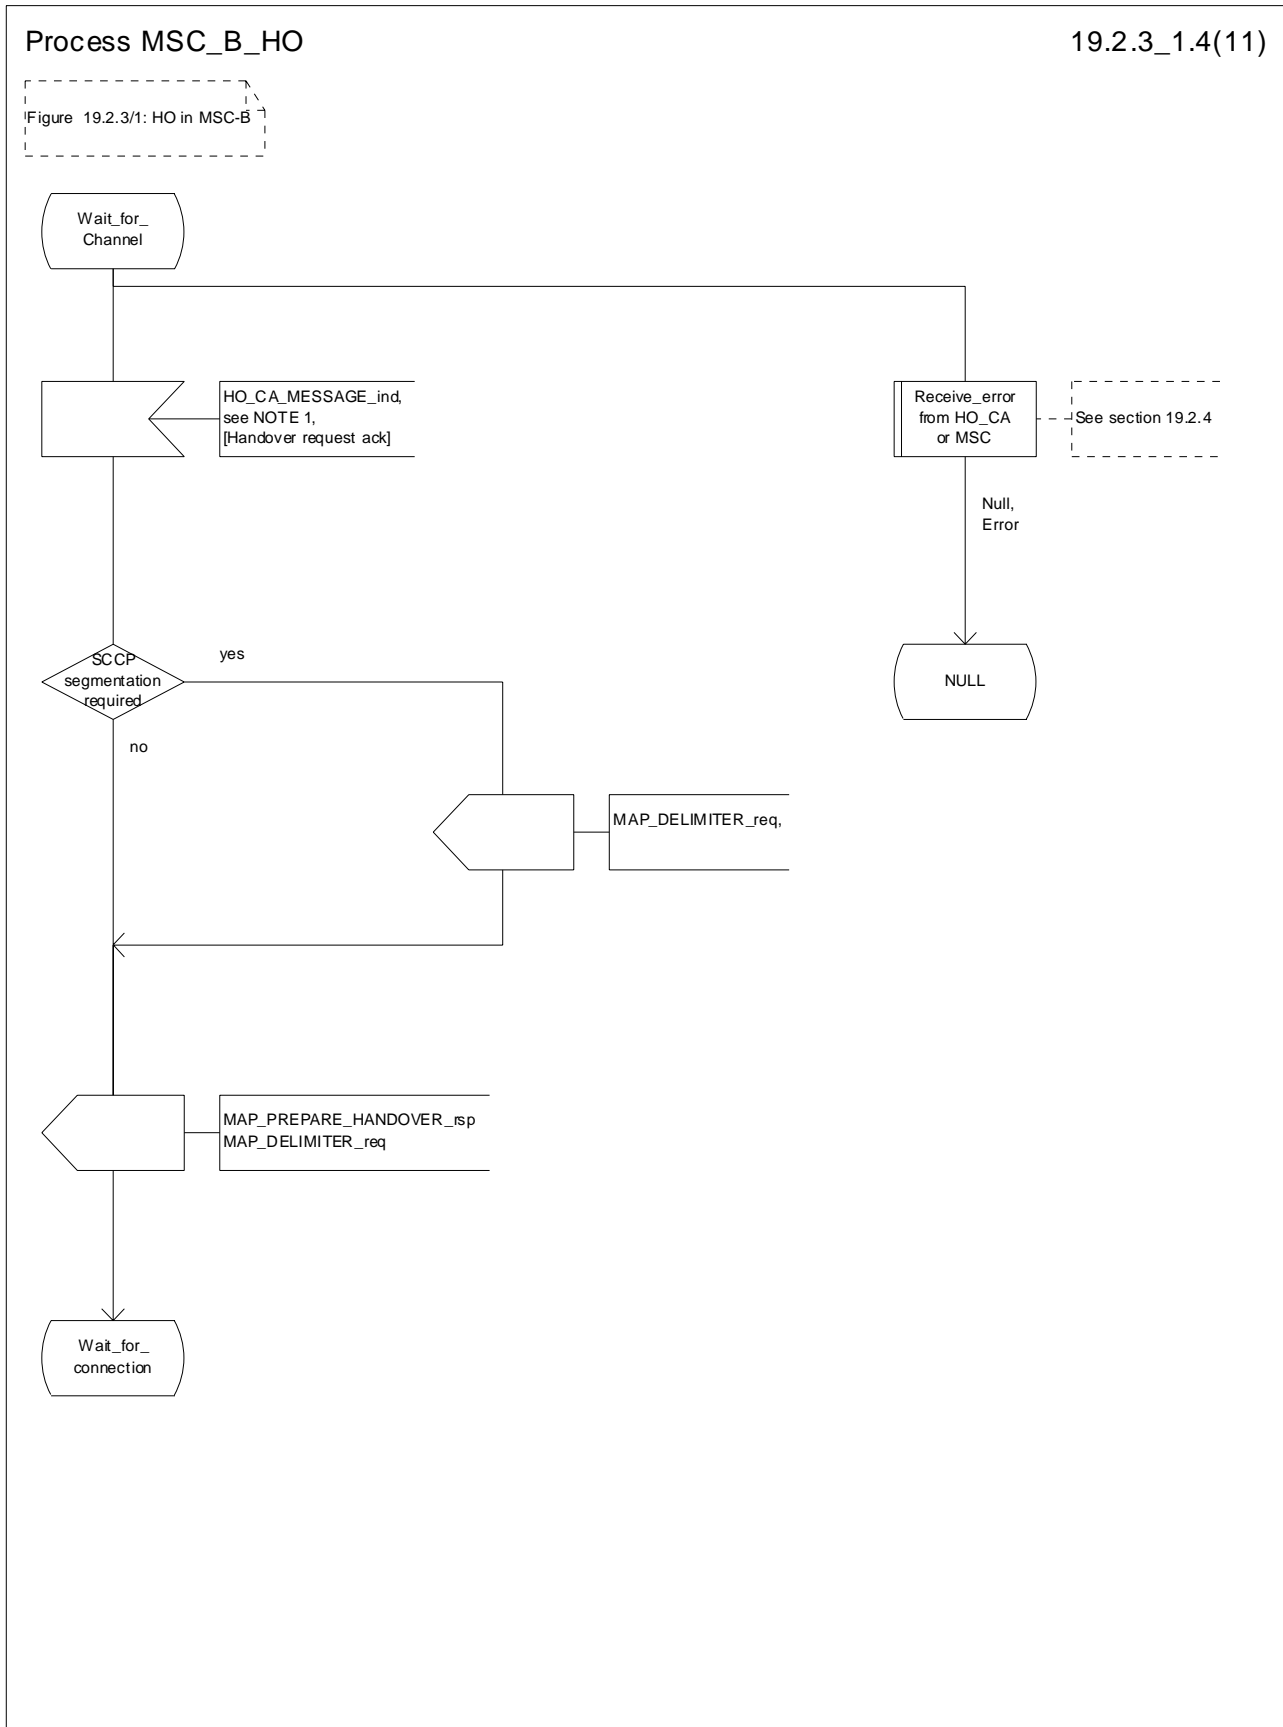 Process MSC_B_HO
19.2.3_1.4(11)
Figure 19.2.3/1: HO in MSC-B
Wait_for_
Channel
HO_CA_MESSAGE_ind,
see NOTE 1,
[Handover request ack]
Receive_error
from HO_CA
or MSC
See section 19.2.4
Null,
Error
SCCP
segmentation
required
yes
NULL
no
MAP_DELIMITER_req,
MAP_PREPARE_HANDOVER_rsp
MAP_DELIMITER_req
Wait_for_
connection